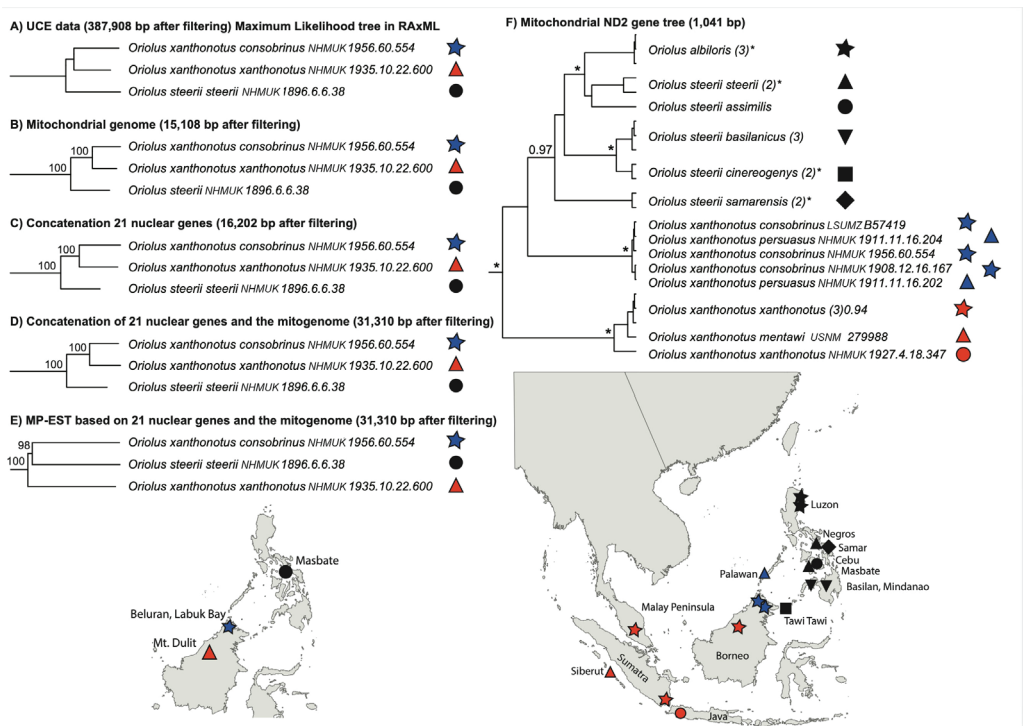 A) UCE data (387,908 bp after filtering) Maximum Likelihood tree in RAxML
Oriolus xanthonotus consobrinus NHMUK 1956.60.554
Oriolus xanthonotus xanthonotus NHMUK 1935.10.22.600
Oriolus steerii steerii NHMUK 1896.6.6.38
B) Mitochondrial genome (15,108 bp after filtering)
100
100
Oriolus xanthonotus consobrinus NHMUK 1956.60.554
Oriolus xanthonotus xanthonotus NHMUK 1935.10.22.600
Oriolus steerii NHMUK 1896.6.6.38
C) Concatenation 21 nuclear genes (16,202 bp after filtering)
100
100
Oriolus xanthonotus consobrinus NHMUK 1956.60.554
Oriolus xanthonotus xanthonotus NHMUK 1935.10.22.600
Oriolus steerii steerii NHMUK 1896.6.6.38
D) Concatenation of 21 nuclear genes and the mitogenome (31,310 bp after filtering)
100
100
Oriolus xanthonotus consobrinus NHMUK 1956.60.554
Oriolus xanthonotus xanthonotus NHMUK 1935.10.22.600
Oriolus steerii steerii NHMUK 1896.6.6.38
E) MP-EST based on 21 nuclear genes and the mitogenome (31,310 bp after filtering)
98
100
Oriolus xanthonotus consobrinus NHMUK 1956.60.554
Oriolus steerii steerii NHMUK 1896.6.6.38
Oriolus xanthonotus xanthonotus NHMUK 1935.10.22.600
Masbate
Beluran, Labuk Bay
Mt. Dulit
F) Mitochondrial ND2 gene tree (1,041 bp)
Oriolus albiloris (3)*
*
Oriolus steerii steerii (2)*
Oriolus steerii assimilis
Oriolus steerii basilanicus (3)
0.97
*
Oriolus steerii cinereogenys (2)*
Oriolus steerii samarensis (2)*
Oriolus xanthonotus consobrinus LSUMZ B57419
Oriolus xanthonotus persuasus NHMUK 1911.11.16.204
*
Oriolus xanthonotus consobrinus NHMUK 1956.60.554
*
Oriolus xanthonotus consobrinus NHMUK 1908.12.16.167
Oriolus xanthonotus persuasus NHMUK 1911.11.16.202
Oriolus xanthonotus xanthonotus (3)0.94
*
Oriolus xanthonotus mentawi USNM 279988
Oriolus xanthonotus xanthonotus NHMUK 1927.4.18.347
Luzon
Negros
Samar
Cebu
Masbate
Palawan
Basilan, Mindanao
Malay Peninsula
Tawi Tawi
Borneo
Siberut
Sumatra
Java